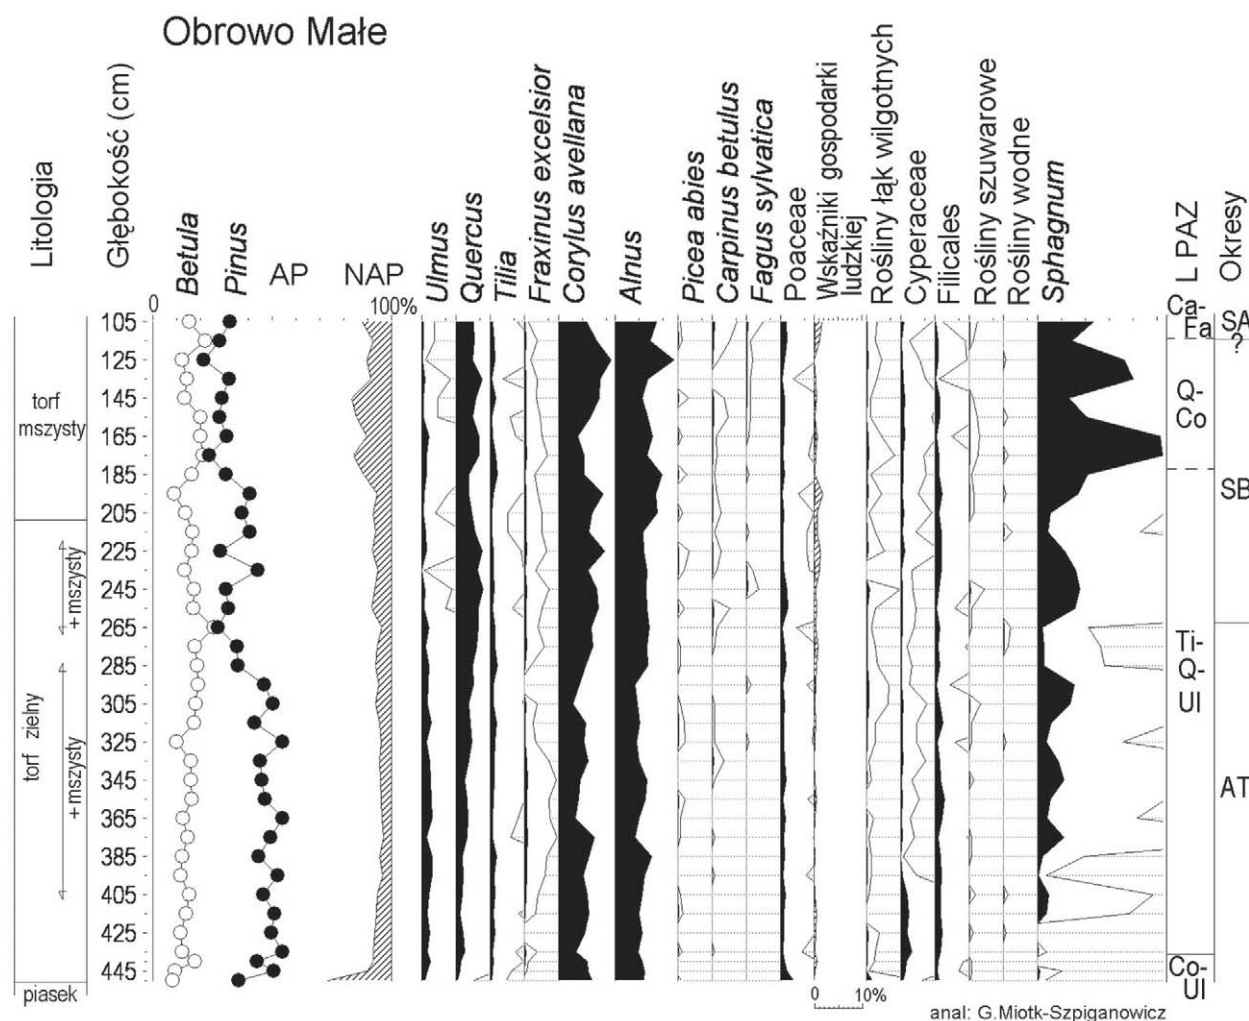 Obrowo Małe
Litologia
Głębokość (cm)
Betula
Pinus
AP
NAP
Ulmus
Quercus
Tilia
Fraxinus excelsior
Corylus avellana
Alnus
Picea abies
Carpinus betulus
Fagus sylvatica
Poaceae
Wskaźniki gospodarki
ludzkiej
Rośliny łąk wilgotnych
Cyperaceae
Filicales
Rośliny szuwarowe
Rośliny wodne
Sphagnum
L PAZ
Okresy
0
100%
105
125
145
165
185
205
225
245
265
285
305
325
345
365
385
405
425
445
torf
mszysty
torf zielny
+mszysty
+mszysty
piasek
Ca-
Fa
Q-
Co
Ti-
Q-
Ul
Co-
Ul
SA
?
SB
AT
0 10%
anal: G.Miotk-Szpiganowicz